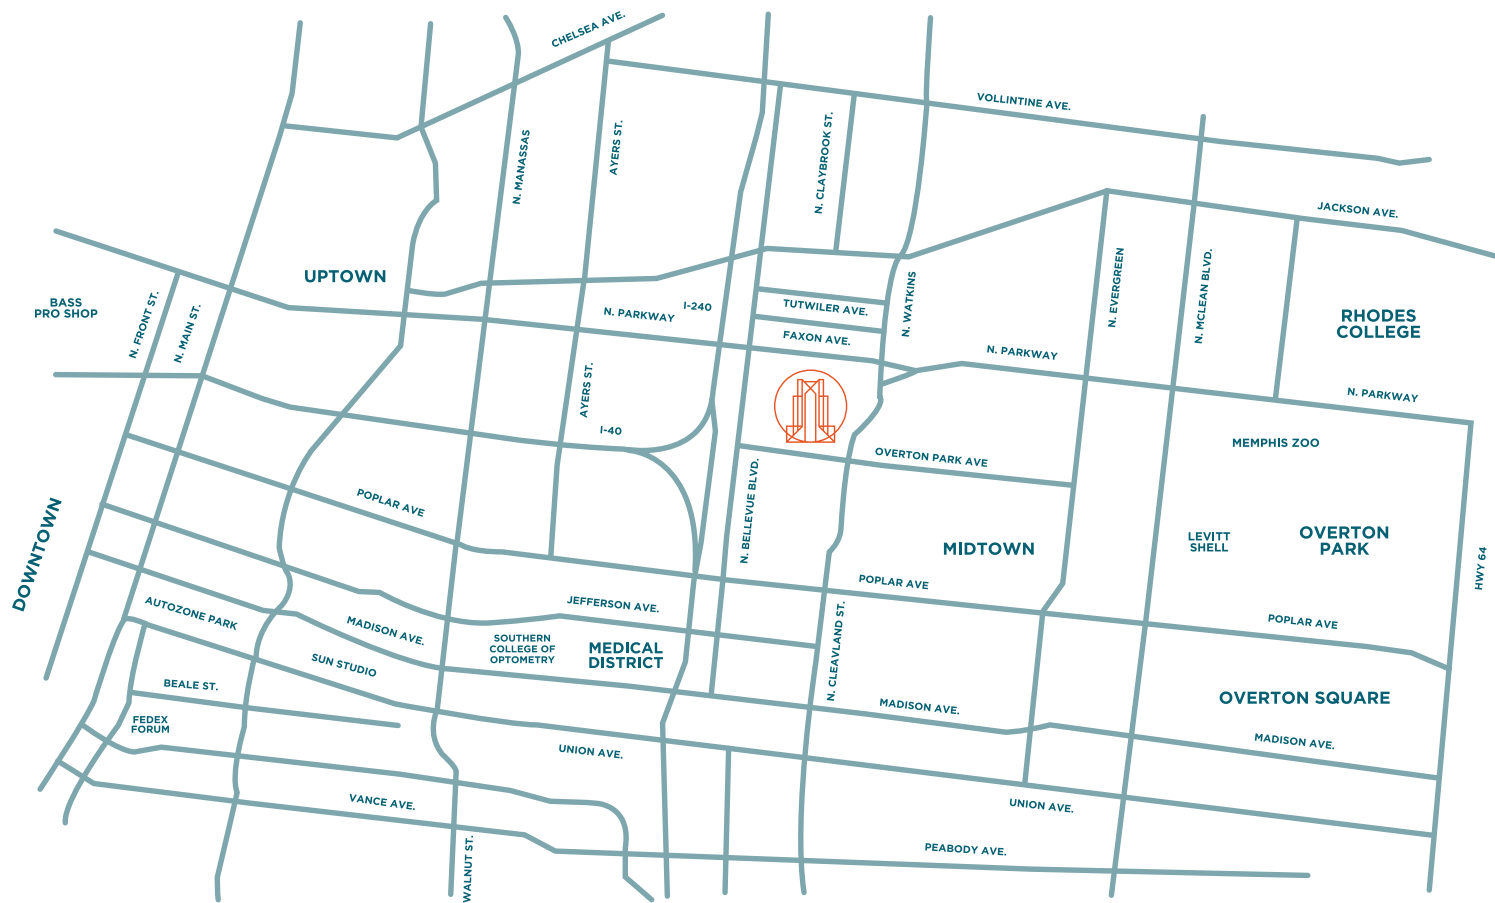 CHELSEA AVE.
VOLLINTINE AVE.
N. MANASSAS
AYERS ST.
N. CLAYBROOK ST.
JACKSON AVE.
UPTOWN
BASS
PRO SHOP
N. FRONT ST.
N. MAIN ST.
N. PARKWAY
I-240
TUTWILER AVE.
FAXON AVE.
N. WATKINS
N. EVERGREEN
N. MCLEAN BLVD.
RHODES
COLLEGE
N. PARKWAY
N. PARKWAY
AYERS ST.
I-40
MEMPHIS ZOO
OVERTON PARK AVE
N. BELLEVUE BLVD.
POPLAR AVE
DOWNTOWN
MIDTOWN
LEVITT
SHELL
OVERTON
PARK
HWY 64
POPLAR AVE
JEFFERSON AVE.
AUTOZONE PARK
MADISON AVE.
SOUTHERN
COLLEGE OF
OPTOMETRY
MEDICAL
DISTRICT
N. CLEAVLAND ST.
POPLAR AVE
SUN STUDIO
BEALE ST.
OVERTON SQUARE
MADISON AVE.
FEDEX
FORUM
UNION AVE.
MADISON AVE.
VANCE AVE.
UNION AVE.
WALNUT ST.
PEABODY AVE.